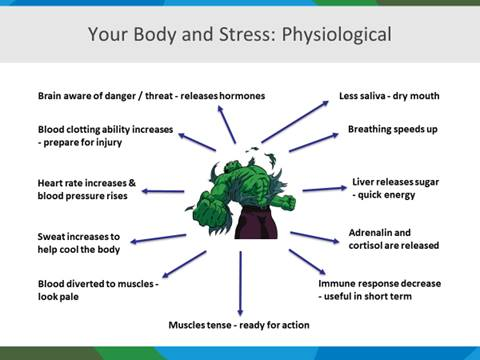 Your Body and Stress: Physiological
Brain aware of danger / threat - releases hormones
Less saliva - dry mouth
Blood clotting ability increases
- prepare for injury
Breathing speeds up
Heart rate increases &
blood pressure rises
Liver releases sugar
- quick energy
Sweat increases to
help cool the body
Adrenalin and
cortisol are released
Blood diverted to muscles -
look pale
Immune response decrease
- useful in short term
Muscles tense - ready for action